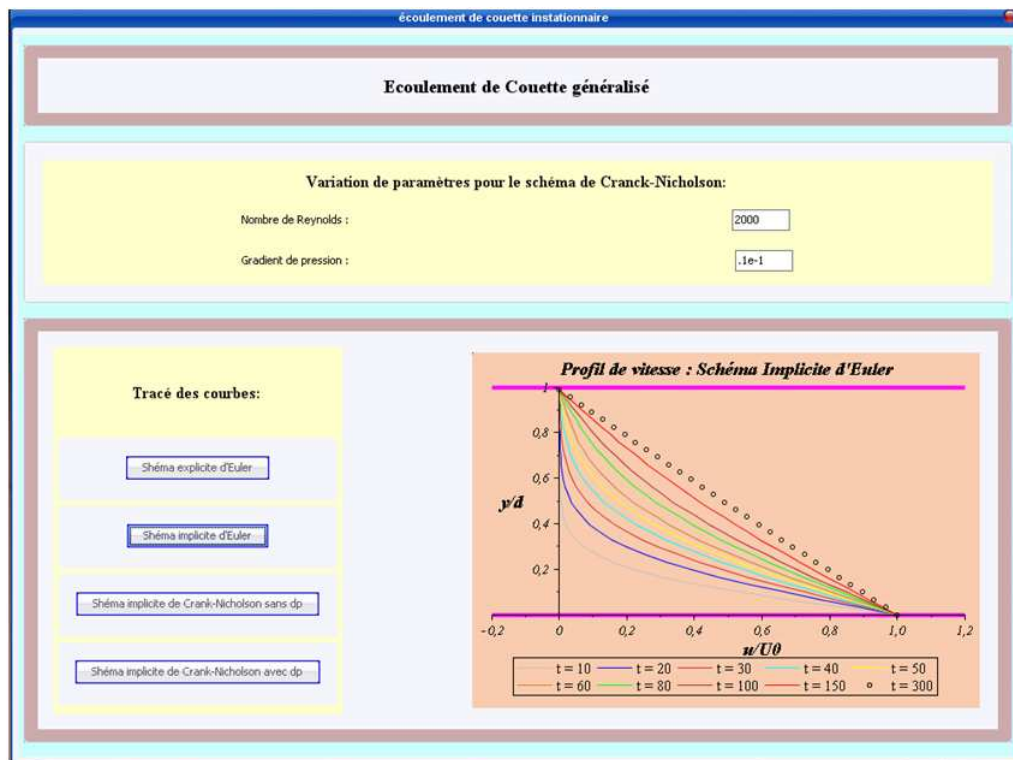 écoulement de couette instationnaire
Ecoulement de Couette généralisé
Variation de paramètres pour le schéma de Cranck-Nicholson:
Nombre de Reynolds : 2000
Gradient de pression : .1e-1
Tracé des courbes:
Shéma explicite d'Euler
Shéma implicite d'Euler
Shéma implicite de Crank-Nicholson sans dp
Shéma implicite de Crank-Nicholson avec dp
Profil de vitesse : Schéma Implicite d'Euler
1
0,8
0,6
y/d
0,4
0,2
-0,2 0 0,2 0,4 0,6 0,8 1,0 1,2
u/U0
t = 10 t = 20 t = 30 t = 40 t = 50
t = 60 t = 80 t = 100 t = 150 t = 300